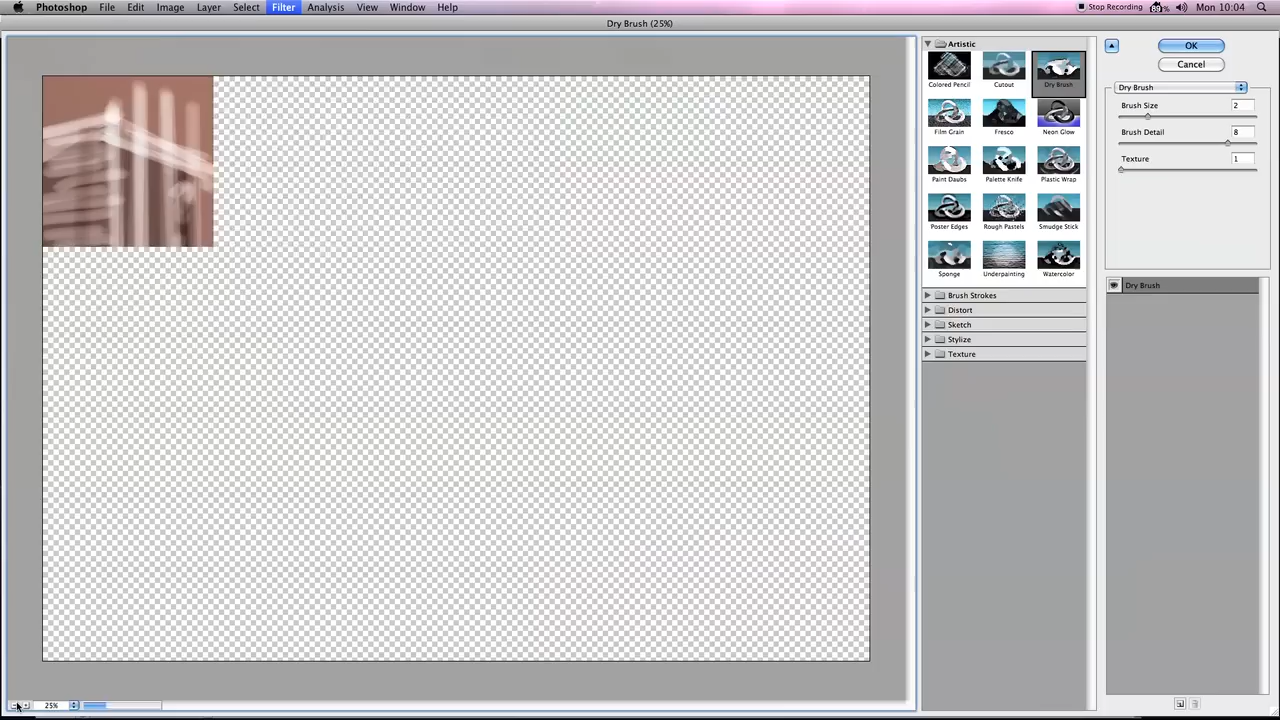 Photoshop File Edit Image Layer Select Filter Analysis View Window Help Stop Recording 89% Mon 10:04
Dry Brush (25%)
Artistic
Colored Pencil Cutout Dry Brush
Film Grain Fresco Neon Glow
Paint Daubs Palette Knife Plastic Wrap
Poster Edges Rough Pastels Smudge Stick
Sponge Underpainting Watercolor
Brush Strokes
Distort
Sketch
Stylize
Texture
OK
Cancel
Dry Brush
Brush Size 2
Brush Detail 8
Texture 1
Dry Brush
25%